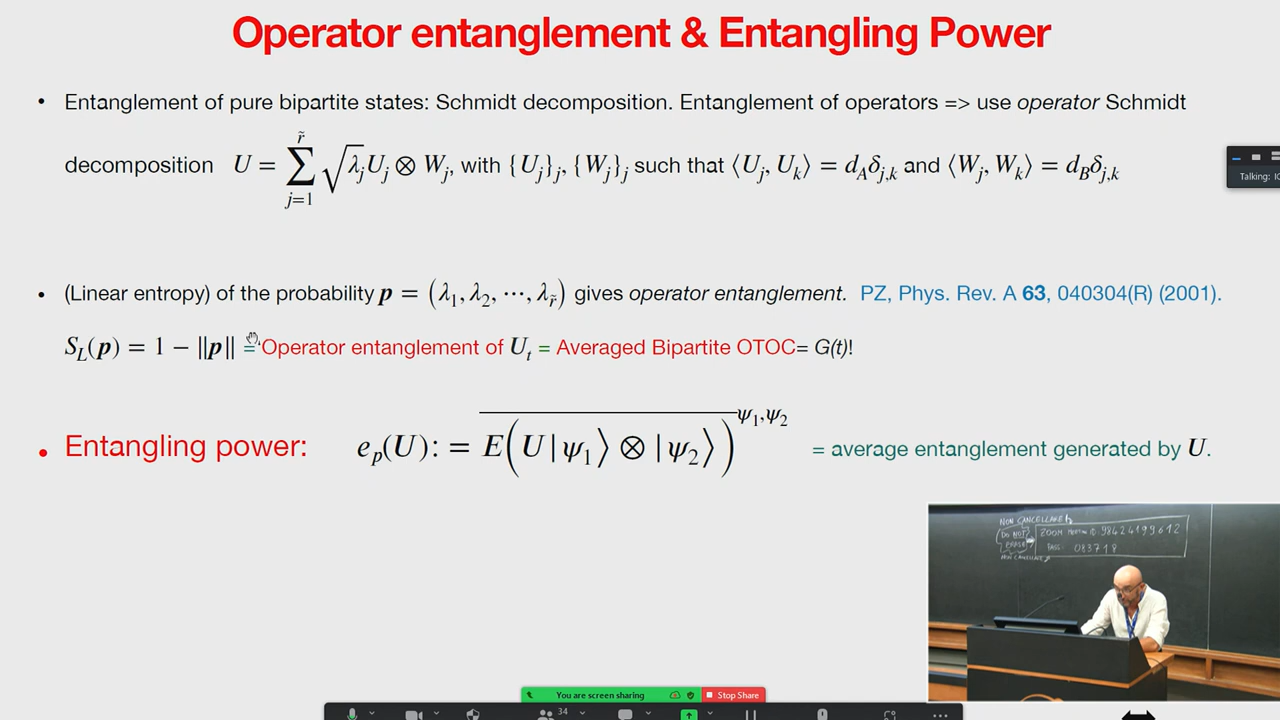 Operator entanglement & Entangling Power
• Entanglement of pure bipartite states: Schmidt decomposition. Entanglement of operators => use operator Schmidt
decomposition U = ∑_{j=1}^{r̃} √λ_j U_j ⊗ W_j, with {U_j}_j, {W_j}_j such that ⟨U_j, U_k⟩ = d_A δ_{j,k} and ⟨W_j, W_k⟩ = d_B δ_{j,k}
Talking:
• (Linear entropy) of the probability p = (λ_1, λ_2, ⋯, λ_r̃) gives operator entanglement. PZ, Phys. Rev. A 63, 040304(R) (2001).
S_L(p) = 1 − ||p|| = Operator entanglement of U_t = Averaged Bipartite OTOC= G(t)!
• Entangling power: e_p(U): = \overline{E(U|ψ_1⟩ ⊗ |ψ_2⟩)}^{ψ_1,ψ_2} = average entanglement generated by U.
NON CANCELLARE
DO NOT
ERASE
ZOOM
98424199612
PASS: 083718
You are screen sharing
Stop Share
34